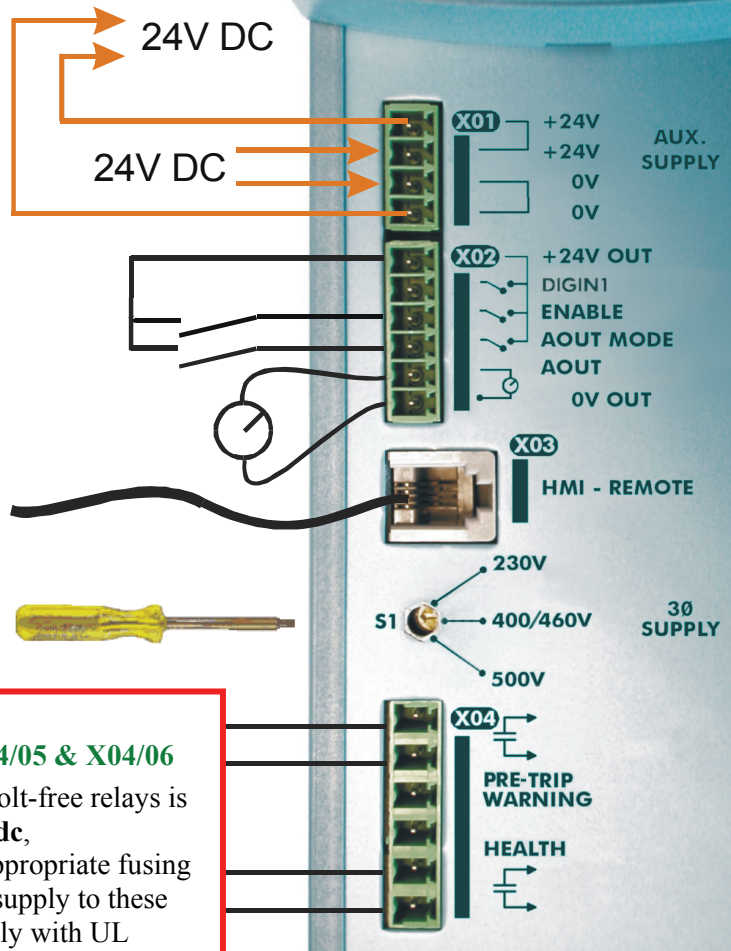 24V DC
24V DC
X01
+24V
+24V
0V
0V
AUX.
SUPPLY
X02
+24V OUT
DIGIN1
ENABLE
AOUT MODE
AOUT
0V OUT
X03
HMI - REMOTE
S1
230V
400/460V
500V
3Ø
SUPPLY
X04
PRE-TRIP
WARNING
HEALTH
4/05 & X04/06
olt-free relays is
dc,
ppropriate fusing
supply to these
ly with UL